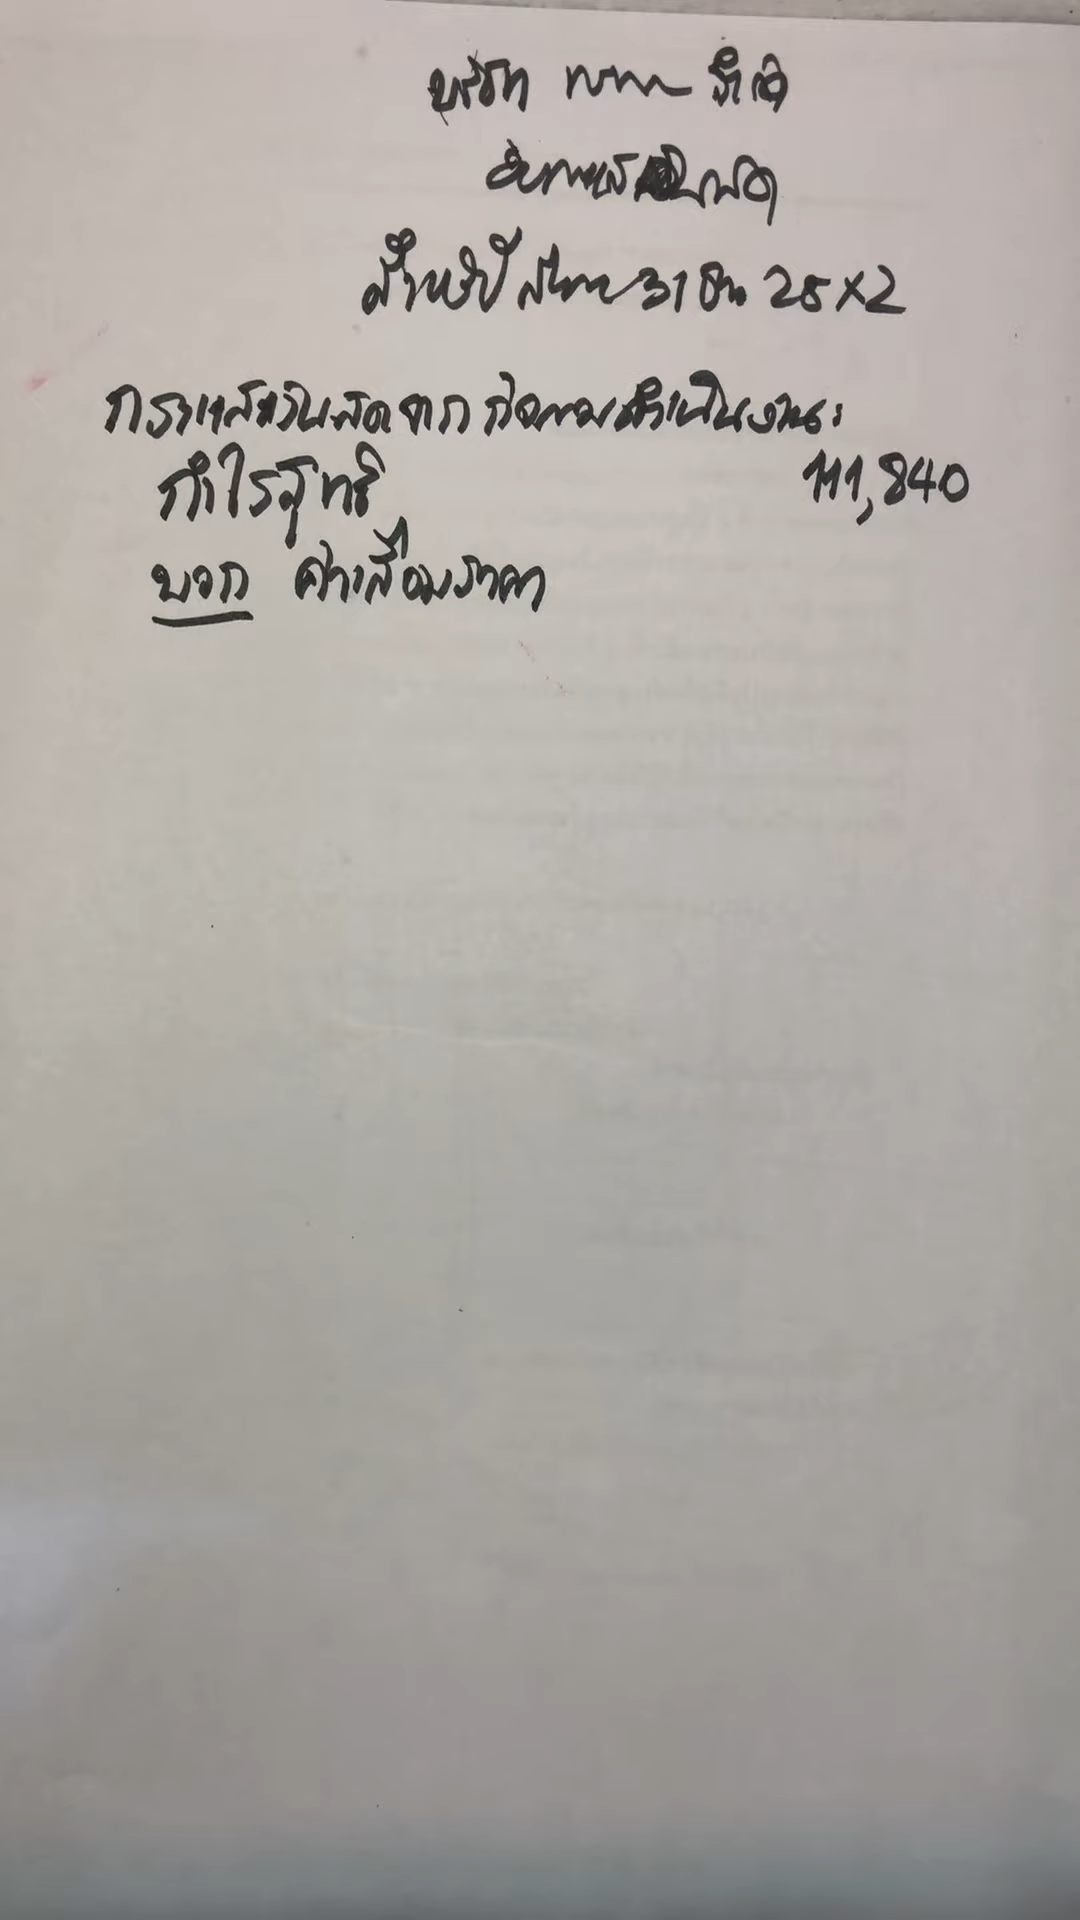 บริษัท จำกัด
งบกระแสเงินสด
สำหรับปี สิ้นสุด 31 ธค 25X2
กระแสเงินสดจากกิจกรรมดำเนินงาน:
กำไรสุทธิ 111,840
บวก ค่าเสื่อมราคา